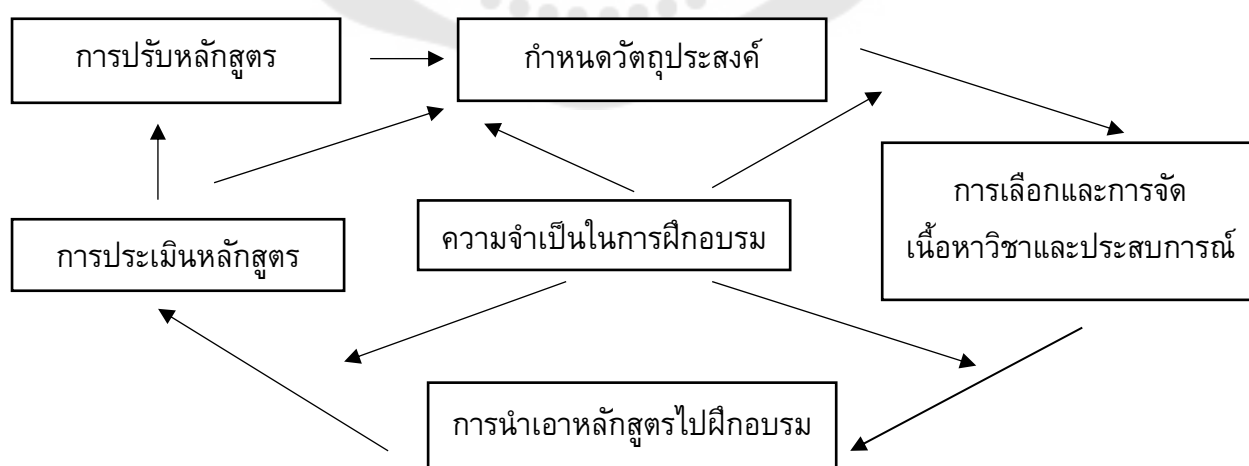 การปรับหลักสูตร
กำหนดวัตถุประสงค์
การเลือกและการจัด
เนื้อหาวิชาและประสบการณ์
ความจำเป็นในการฝึกอบรม
การประเมินหลักสูตร
การนำเอาหลักสูตรไปฝึกอบรม